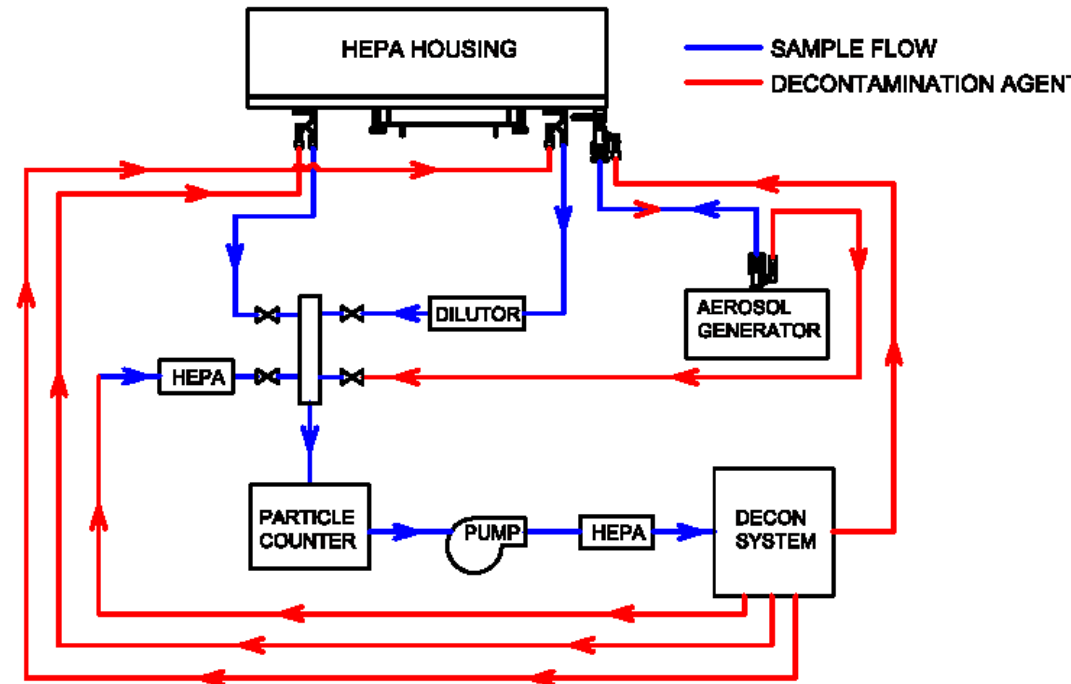 HEPA HOUSING
SAMPLE FLOW
DECONTAMINATION AGENT
DILUTOR
AEROSOL
GENERATOR
HEPA
PARTICLE
COUNTER
PUMP
HEPA
DECON
SYSTEM